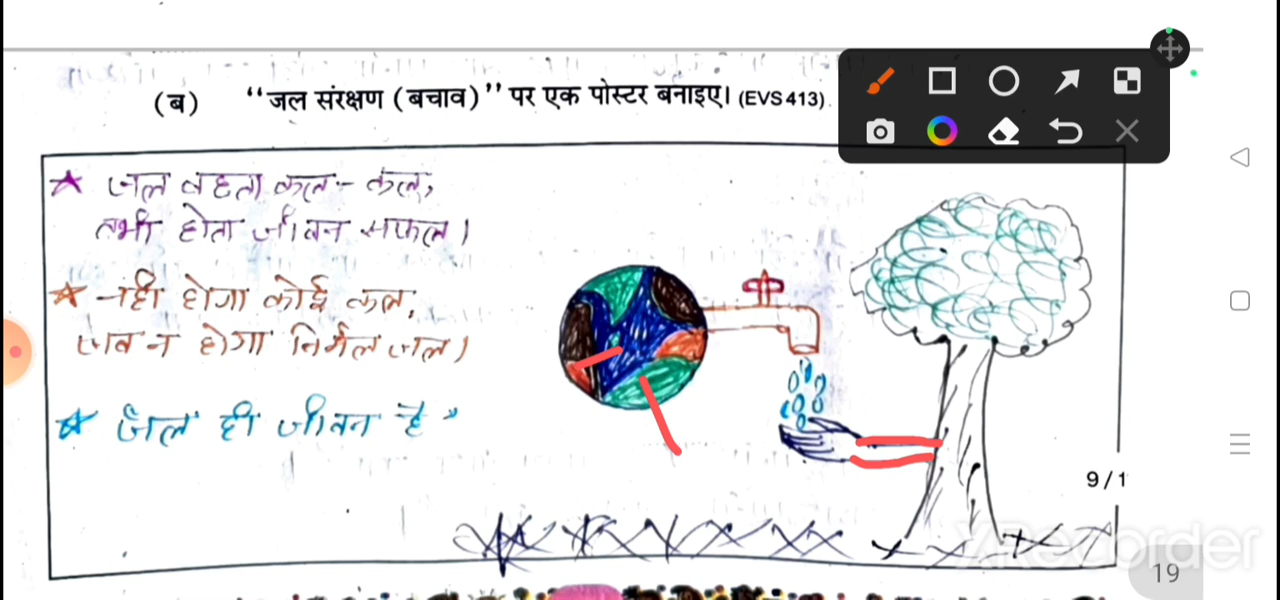 (ब) “जल संरक्षण (बचाव)” पर एक पोस्टर बनाइए। (EVS 413)
★ जल बहता कल - कल,
तभी होता जीवन सफल।
★ नही होगा कोई कल,
जब न होगा निर्मल जल।
★ जल ही जीवन है”
9/1
XRecorder
19